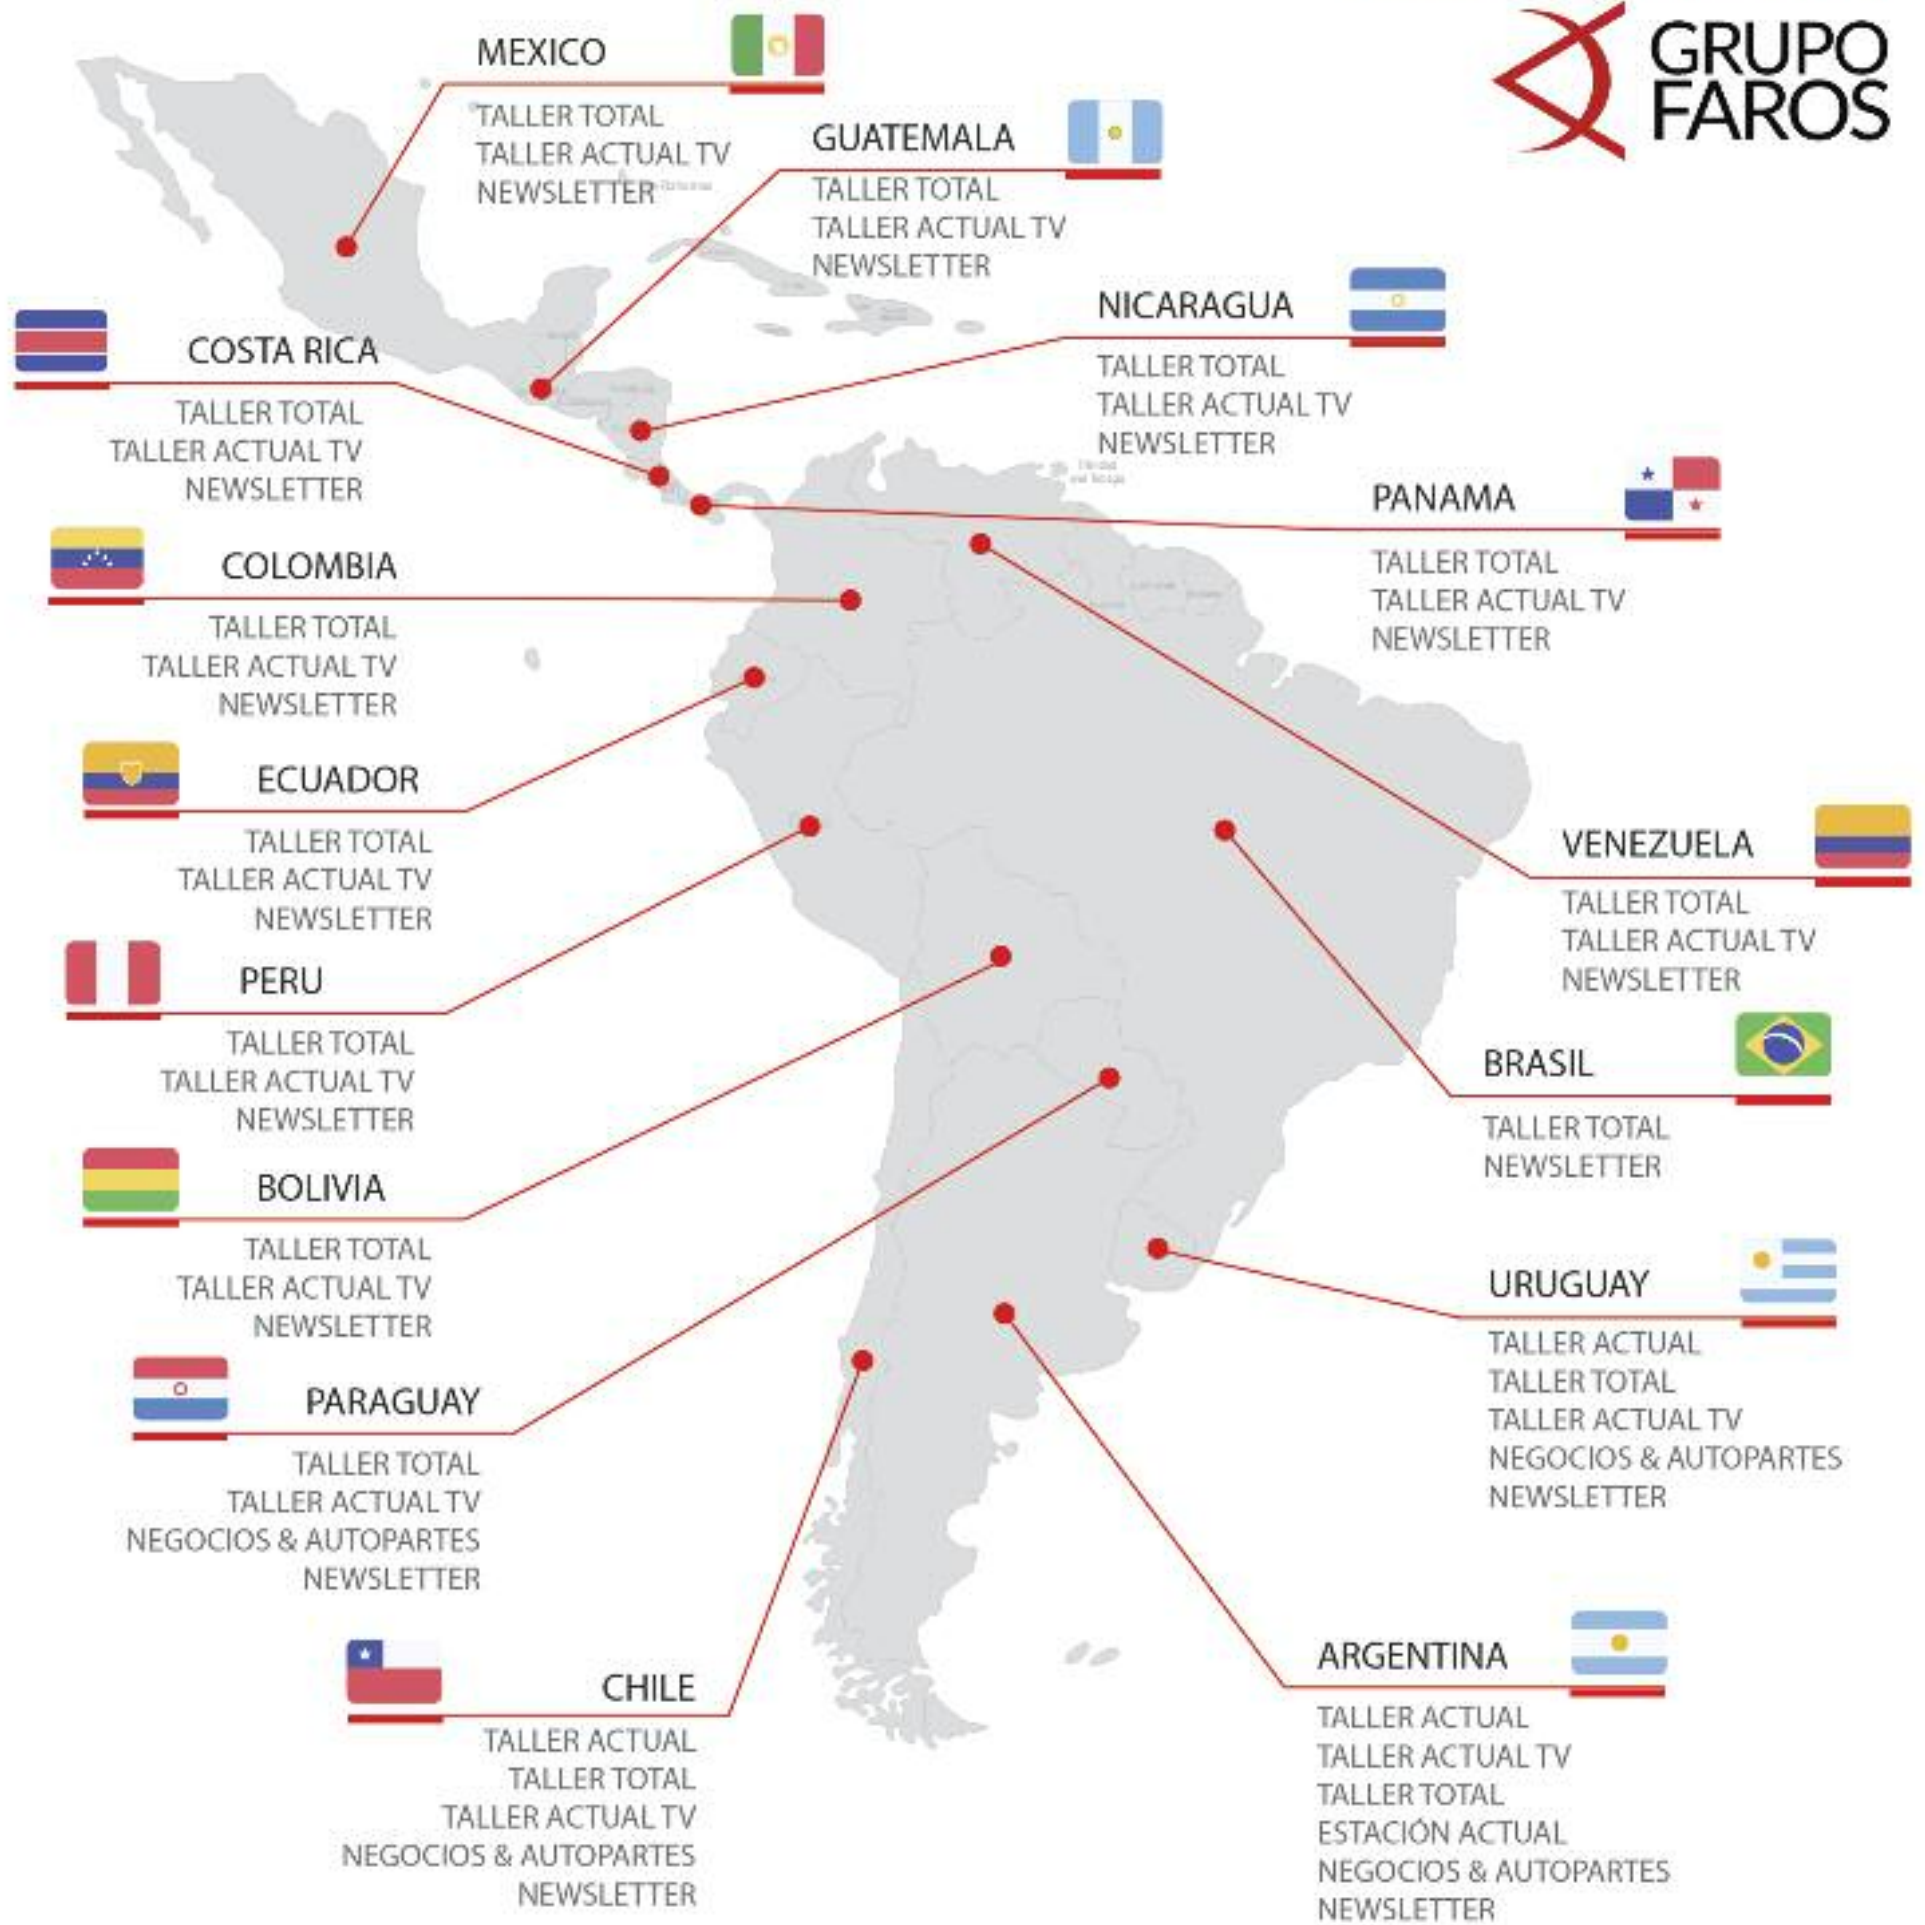 GRUPO
FAROS
MEXICO
TALLER TOTAL
TALLER ACTUAL TV
NEWSLETTER
GUATEMALA
TALLER TOTAL
TALLER ACTUAL TV
NEWSLETTER
NICARAGUA
TALLER TOTAL
TALLER ACTUAL TV
NEWSLETTER
COSTA RICA
TALLER TOTAL
TALLER ACTUAL TV
NEWSLETTER
PANAMA
TALLER TOTAL
TALLER ACTUAL TV
NEWSLETTER
COLOMBIA
TALLER TOTAL
TALLER ACTUAL TV
NEWSLETTER
ECUADOR
TALLER TOTAL
TALLER ACTUAL TV
NEWSLETTER
VENEZUELA
TALLER TOTAL
TALLER ACTUAL TV
NEWSLETTER
PERU
TALLER TOTAL
TALLER ACTUAL TV
NEWSLETTER
BRASIL
TALLER TOTAL
NEWSLETTER
BOLIVIA
TALLER TOTAL
TALLER ACTUAL TV
NEWSLETTER
URUGUAY
TALLER ACTUAL
TALLER TOTAL
TALLER ACTUAL TV
NEGOCIOS & AUTOPARTES
NEWSLETTER
PARAGUAY
TALLER TOTAL
TALLER ACTUAL TV
NEGOCIOS & AUTOPARTES
NEWSLETTER
CHILE
TALLER ACTUAL
TALLER TOTAL
TALLER ACTUAL TV
NEGOCIOS & AUTOPARTES
NEWSLETTER
ARGENTINA
TALLER ACTUAL
TALLER ACTUAL TV
TALLER TOTAL
ESTACIÓN ACTUAL
NEGOCIOS & AUTOPARTES
NEWSLETTER